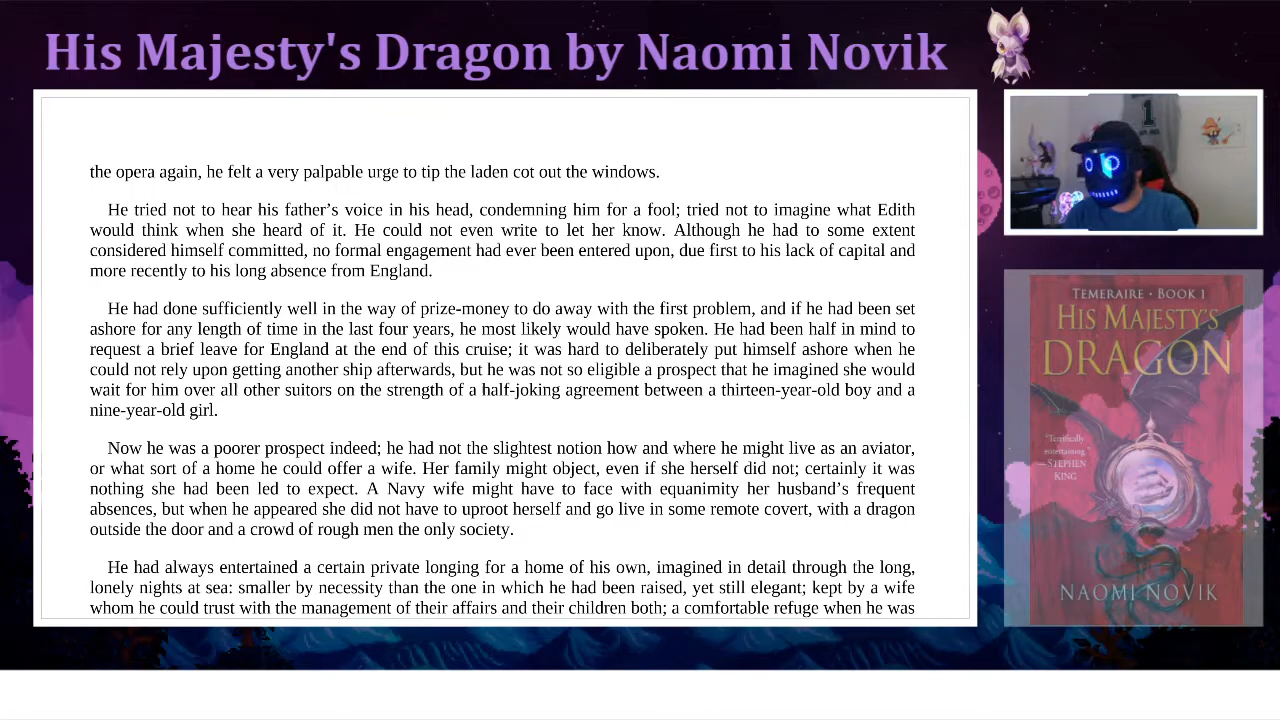 His Majesty's Dragon by Naomi Novik
the opera again, he felt a very palpable urge to tip the laden cot out the windows.
He tried not to hear his father’s voice in his head, condemning him for a fool; tried not to imagine what Edith
would think when she heard of it. He could not even write to let her know. Although he had to some extent
considered himself committed, no formal engagement had ever been entered upon, due first to his lack of capital and
more recently to his long absence from England.
He had done sufficiently well in the way of prize-money to do away with the first problem, and if he had been set
ashore for any length of time in the last four years, he most likely would have spoken. He had been half in mind to
request a brief leave for England at the end of this cruise; it was hard to deliberately put himself ashore when he
could not rely upon getting another ship afterwards, but he was not so eligible a prospect that he imagined she would
wait for him over all other suitors on the strength of a half-joking agreement between a thirteen-year-old boy and a
nine-year-old girl.
Now he was a poorer prospect indeed; he had not the slightest notion how and where he might live as an aviator,
or what sort of a home he could offer a wife. Her family might object, even if she herself did not; certainly it was
nothing she had been led to expect. A Navy wife might have to face with equanimity her husband’s frequent
absences, but when he appeared she did not have to uproot herself and go live in some remote covert, with a dragon
outside the door and a crowd of rough men the only society.
He had always entertained a certain private longing for a home of his own, imagined in detail through the long,
lonely nights at sea: smaller by necessity than the one in which he had been raised, yet still elegant; kept by a wife
whom he could trust with the management of their affairs and their children both; a comfortable refuge when he was
1
TEMERAIRE • BOOK 1
HIS MAJESTY'S
DRAGON
"Terrifically
entertaining."
—STEPHEN
KING
NAOMI NOVIK